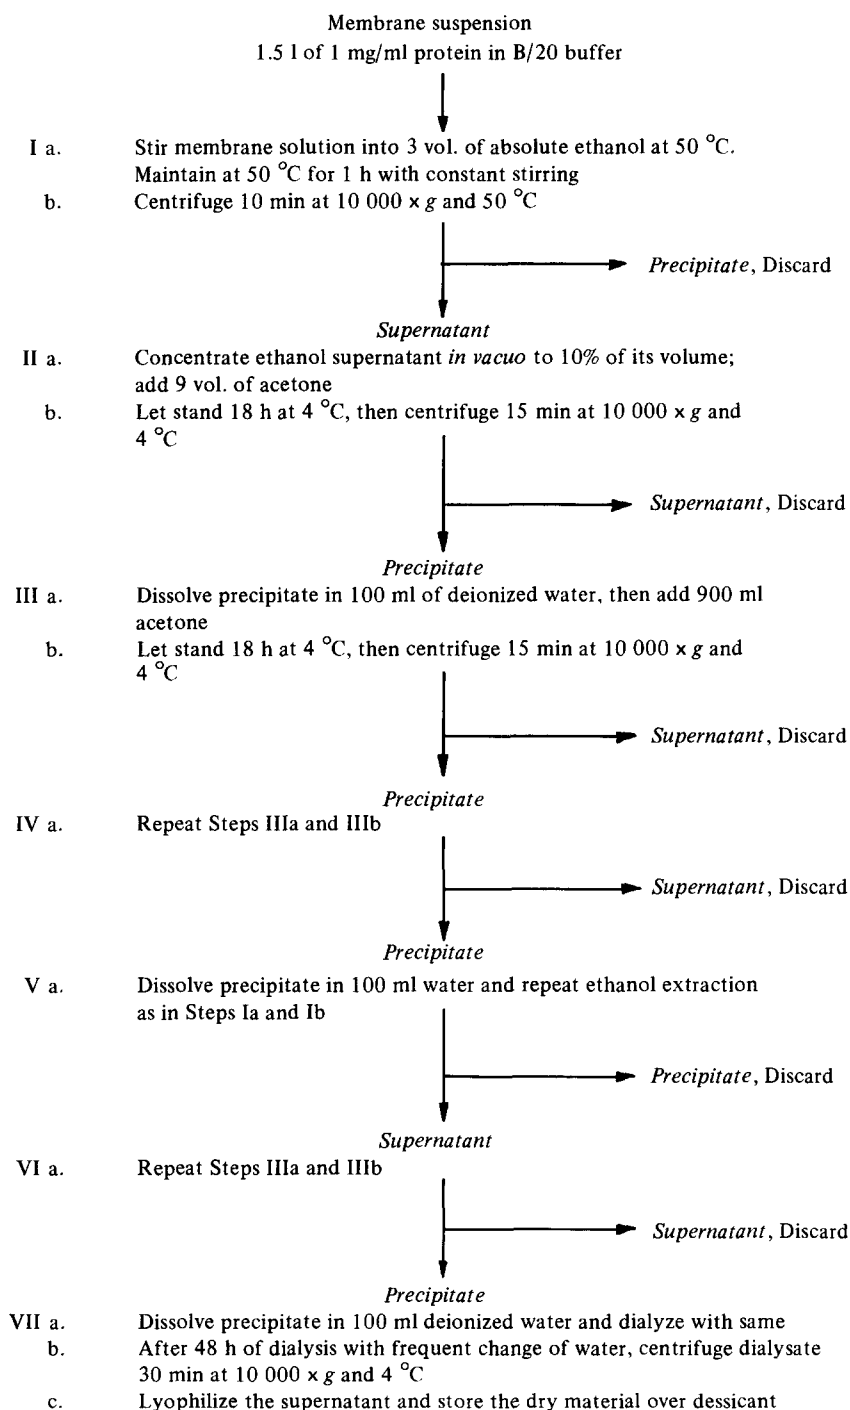 Membrane suspension
1.5 l of 1 mg/ml protein in B/20 buffer
I a. Stir membrane solution into 3 vol. of absolute ethanol at 50 °C.
Maintain at 50 °C for 1 h with constant stirring
b. Centrifuge 10 min at 10 000 × g and 50 °C
Precipitate, Discard
Supernatant
II a. Concentrate ethanol supernatant in vacuo to 10% of its volume;
add 9 vol. of acetone
b. Let stand 18 h at 4 °C, then centrifuge 15 min at 10 000 × g and
4 °C
Supernatant, Discard
Precipitate
III a. Dissolve precipitate in 100 ml of deionized water, then add 900 ml
acetone
b. Let stand 18 h at 4 °C, then centrifuge 15 min at 10 000 × g and
4 °C
Supernatant, Discard
Precipitate
IV a. Repeat Steps IIIa and IIIb
Supernatant, Discard
Precipitate
V a. Dissolve precipitate in 100 ml water and repeat ethanol extraction
as in Steps Ia and Ib
Precipitate, Discard
Supernatant
VI a. Repeat Steps IIIa and IIIb
Supernatant, Discard
Precipitate
VII a. Dissolve precipitate in 100 ml deionized water and dialyze with same
b. After 48 h of dialysis with frequent change of water, centrifuge dialysate
30 min at 10 000 × g and 4 °C
c. Lyophilize the supernatant and store the dry material over dessicant